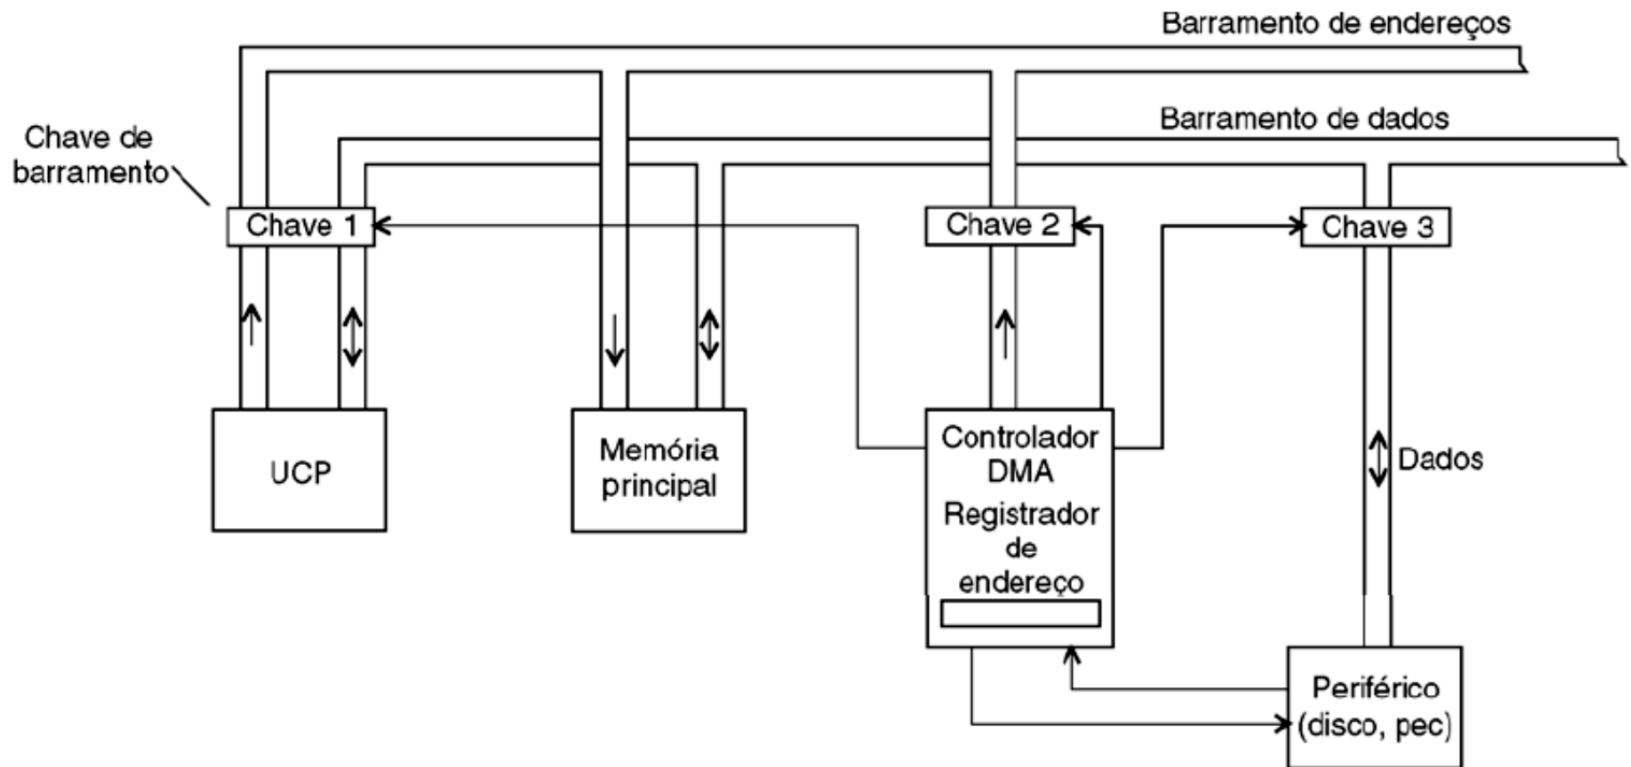 Barramento de endereços
Barramento de dados
Chave de
barramento
Chave 1
Chave 2
Chave 3
UCP
Memória
principal
Controlador
DMA
Registrador
de
endereço
Dados
Periférico
(disco, pec)